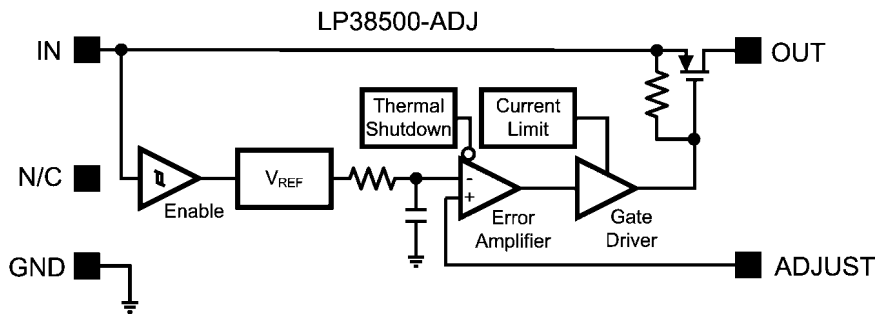 LP38500-ADJ
IN
OUT
Thermal
Shutdown
Current
Limit
N/C
VREF
-
+
Enable
Error
Amplifier
Gate
Driver
GND
ADJUST